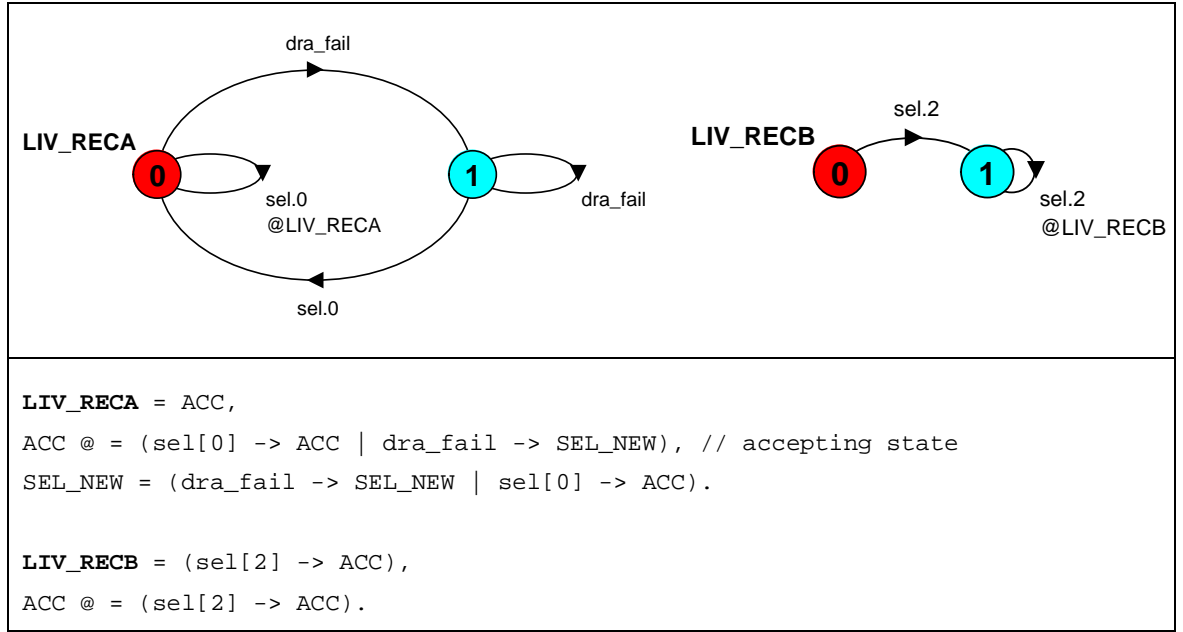 dra_fail
LIV_RECA
0
1
sel.0
@LIV_RECA
dra_fail
sel.0
sel.2
LIV_RECB
0
1
sel.2
@LIV_RECB
LIV_RECA = ACC,
ACC @ = (sel[0] -> ACC | dra_fail -> SEL_NEW), // accepting state
SEL_NEW = (dra_fail -> SEL_NEW | sel[0] -> ACC).
LIV_RECB = (sel[2] -> ACC),
ACC @ = (sel[2] -> ACC).